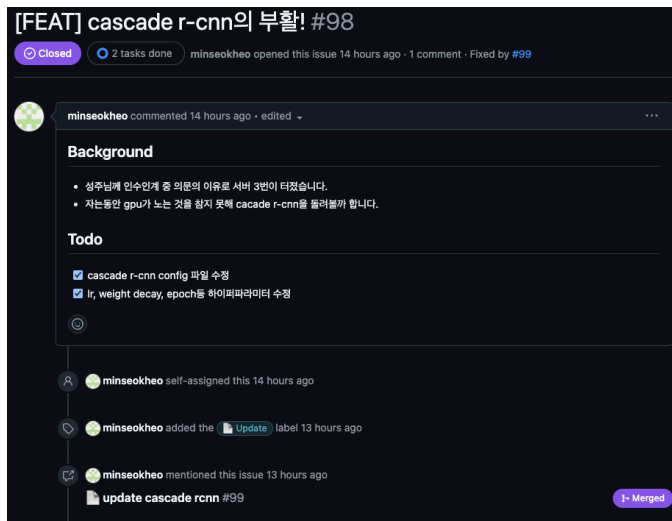 [FEAT] cascade r-cnn의 부활! #98
Closed 2 tasks done minseokheo opened this issue 14 hours ago · 1 comment · Fixed by #99
minseokheo commented 14 hours ago • edited
Background
성주님께 인수인계 중 의문의 이유로 서버 3번이 터졌습니다.
자는동안 gpu가 노는 것을 참지 못해 cacade r-cnn을 돌려볼까 합니다.
Todo
cascade r-cnn config 파일 수정
lr, weight decay, epoch등 하이퍼파라미터 수정
minseokheo self-assigned this 14 hours ago
minseokheo added the Update label 13 hours ago
minseokheo mentioned this issue 13 hours ago
update cascade rcnn #99 Merged